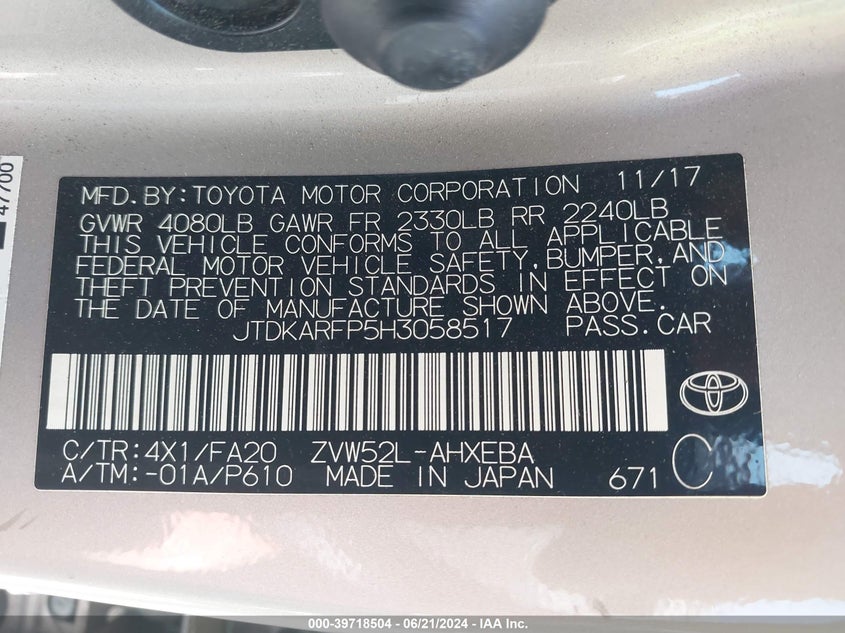 47700
MFD.BY:TOYOTA MOTOR CORPORATION 11/17
GVWR 4080LB GAWR FR 2330LB RR 2240LB
THIS VEHICLE CONFORMS TO ALL APPLICABLE
FEDERAL MOTOR VEHICLE SAFETY,BUMPER,AND
THEFT PREVENTION STANDARDS IN EFFECT ON
THE DATE OF MANUFACTURE SHOWN ABOVE.
JTDKARFP5H3058517 PASS.CAR
C/TR:4X1/FA20 ZVW52L-AHXEBA
A/TM:-01A/P610 MADE IN JAPAN 671 C
000-39718504 - 06/21/2024 - IAA Inc.